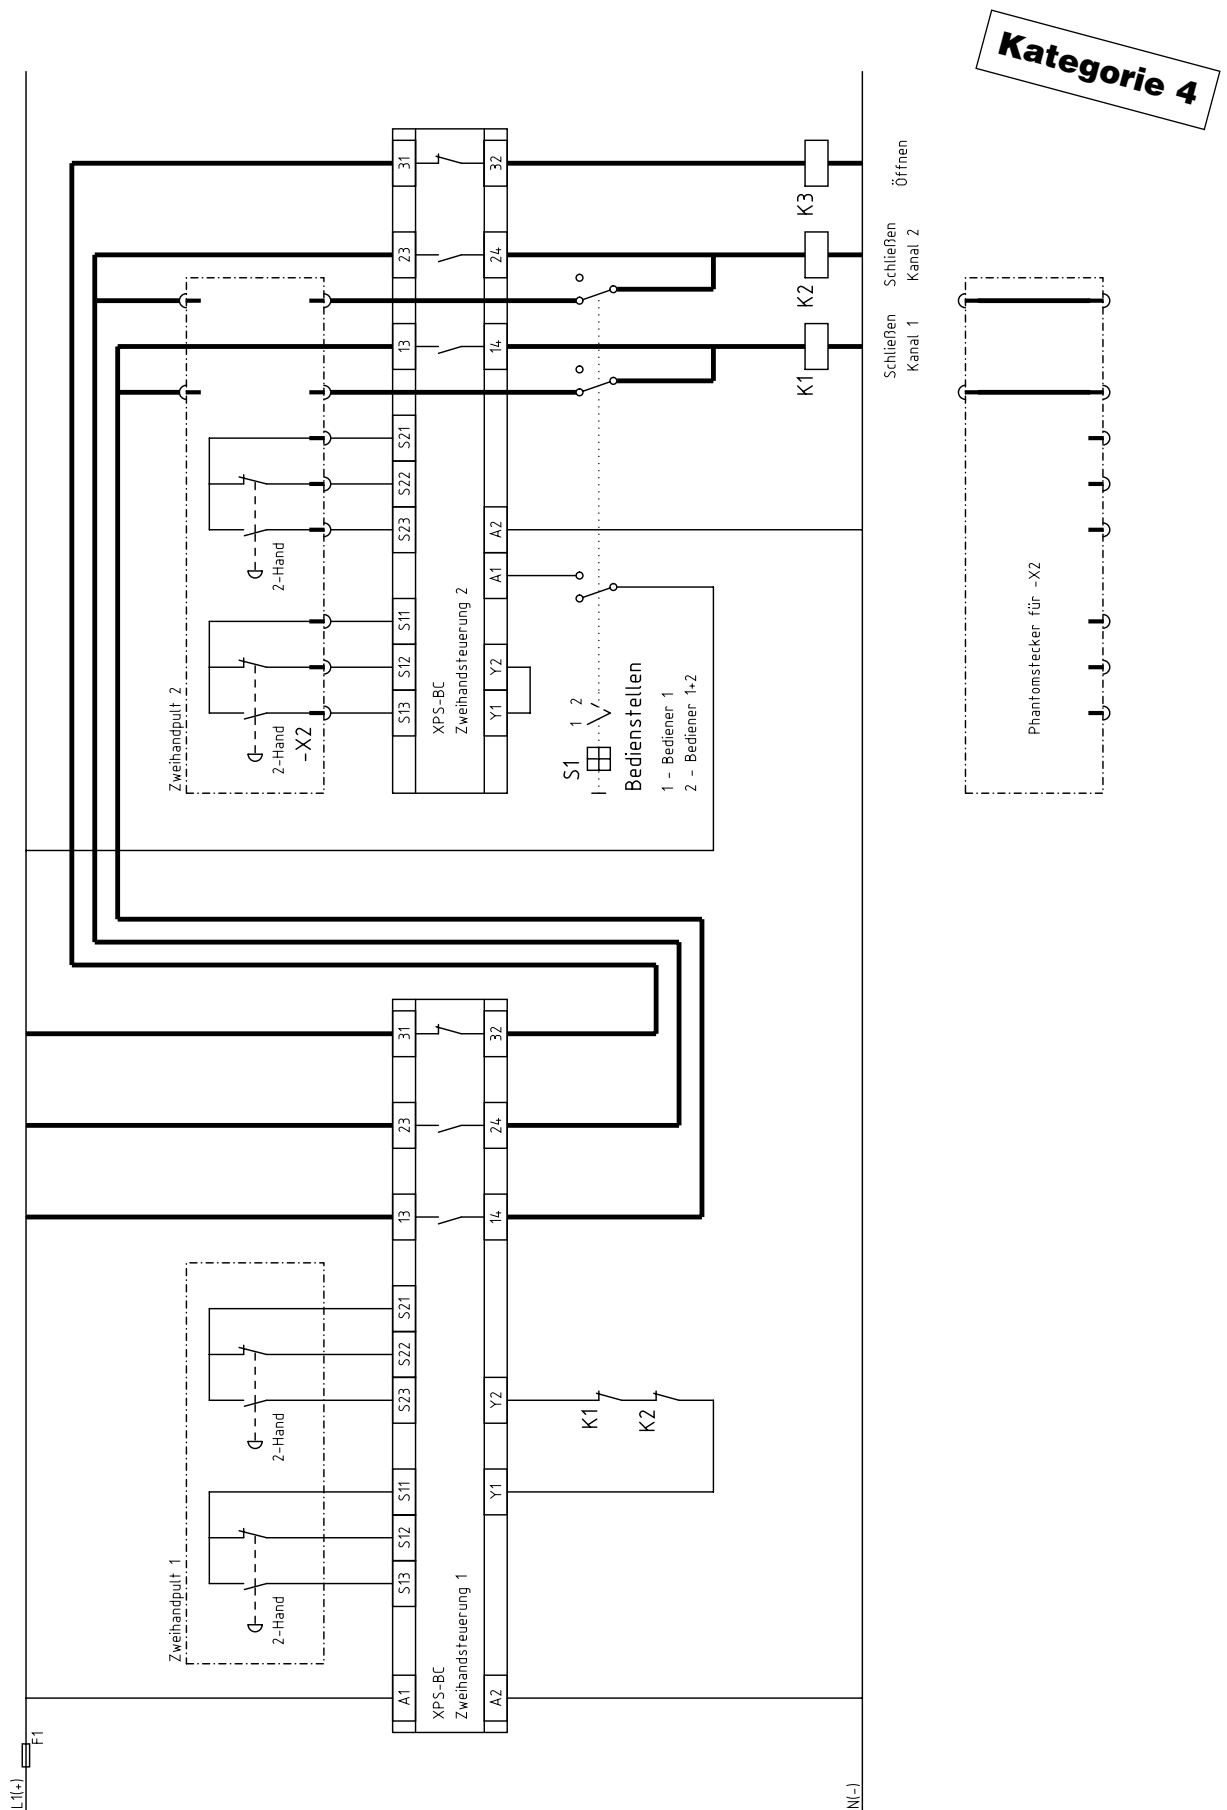 Kategorie 4
L1(+)
F1
N(-)
Zweihandpult 1
2-Hand
2-Hand
A1
S13
S12
S11
S23
S22
S21
13
23
31
XPS-BC
Zweihandsteuerung 1
A2
Y1
Y2
14
24
32
K1
K2
Zweihandpult 2
2-Hand
-X2
2-Hand
S13
S12
S11
S23
S22
S21
13
23
31
XPS-BC
Zweihandsteuerung 2
Y1
Y2
A1
A2
14
24
32
S1
1 2
Bedienstellen
1 - Bediener 1
2 - Bediener 1+2
K1
K2
K3
Schließen
Kanal 1
Schließen
Kanal 2
Öffnen
Phantomstecker für -X2